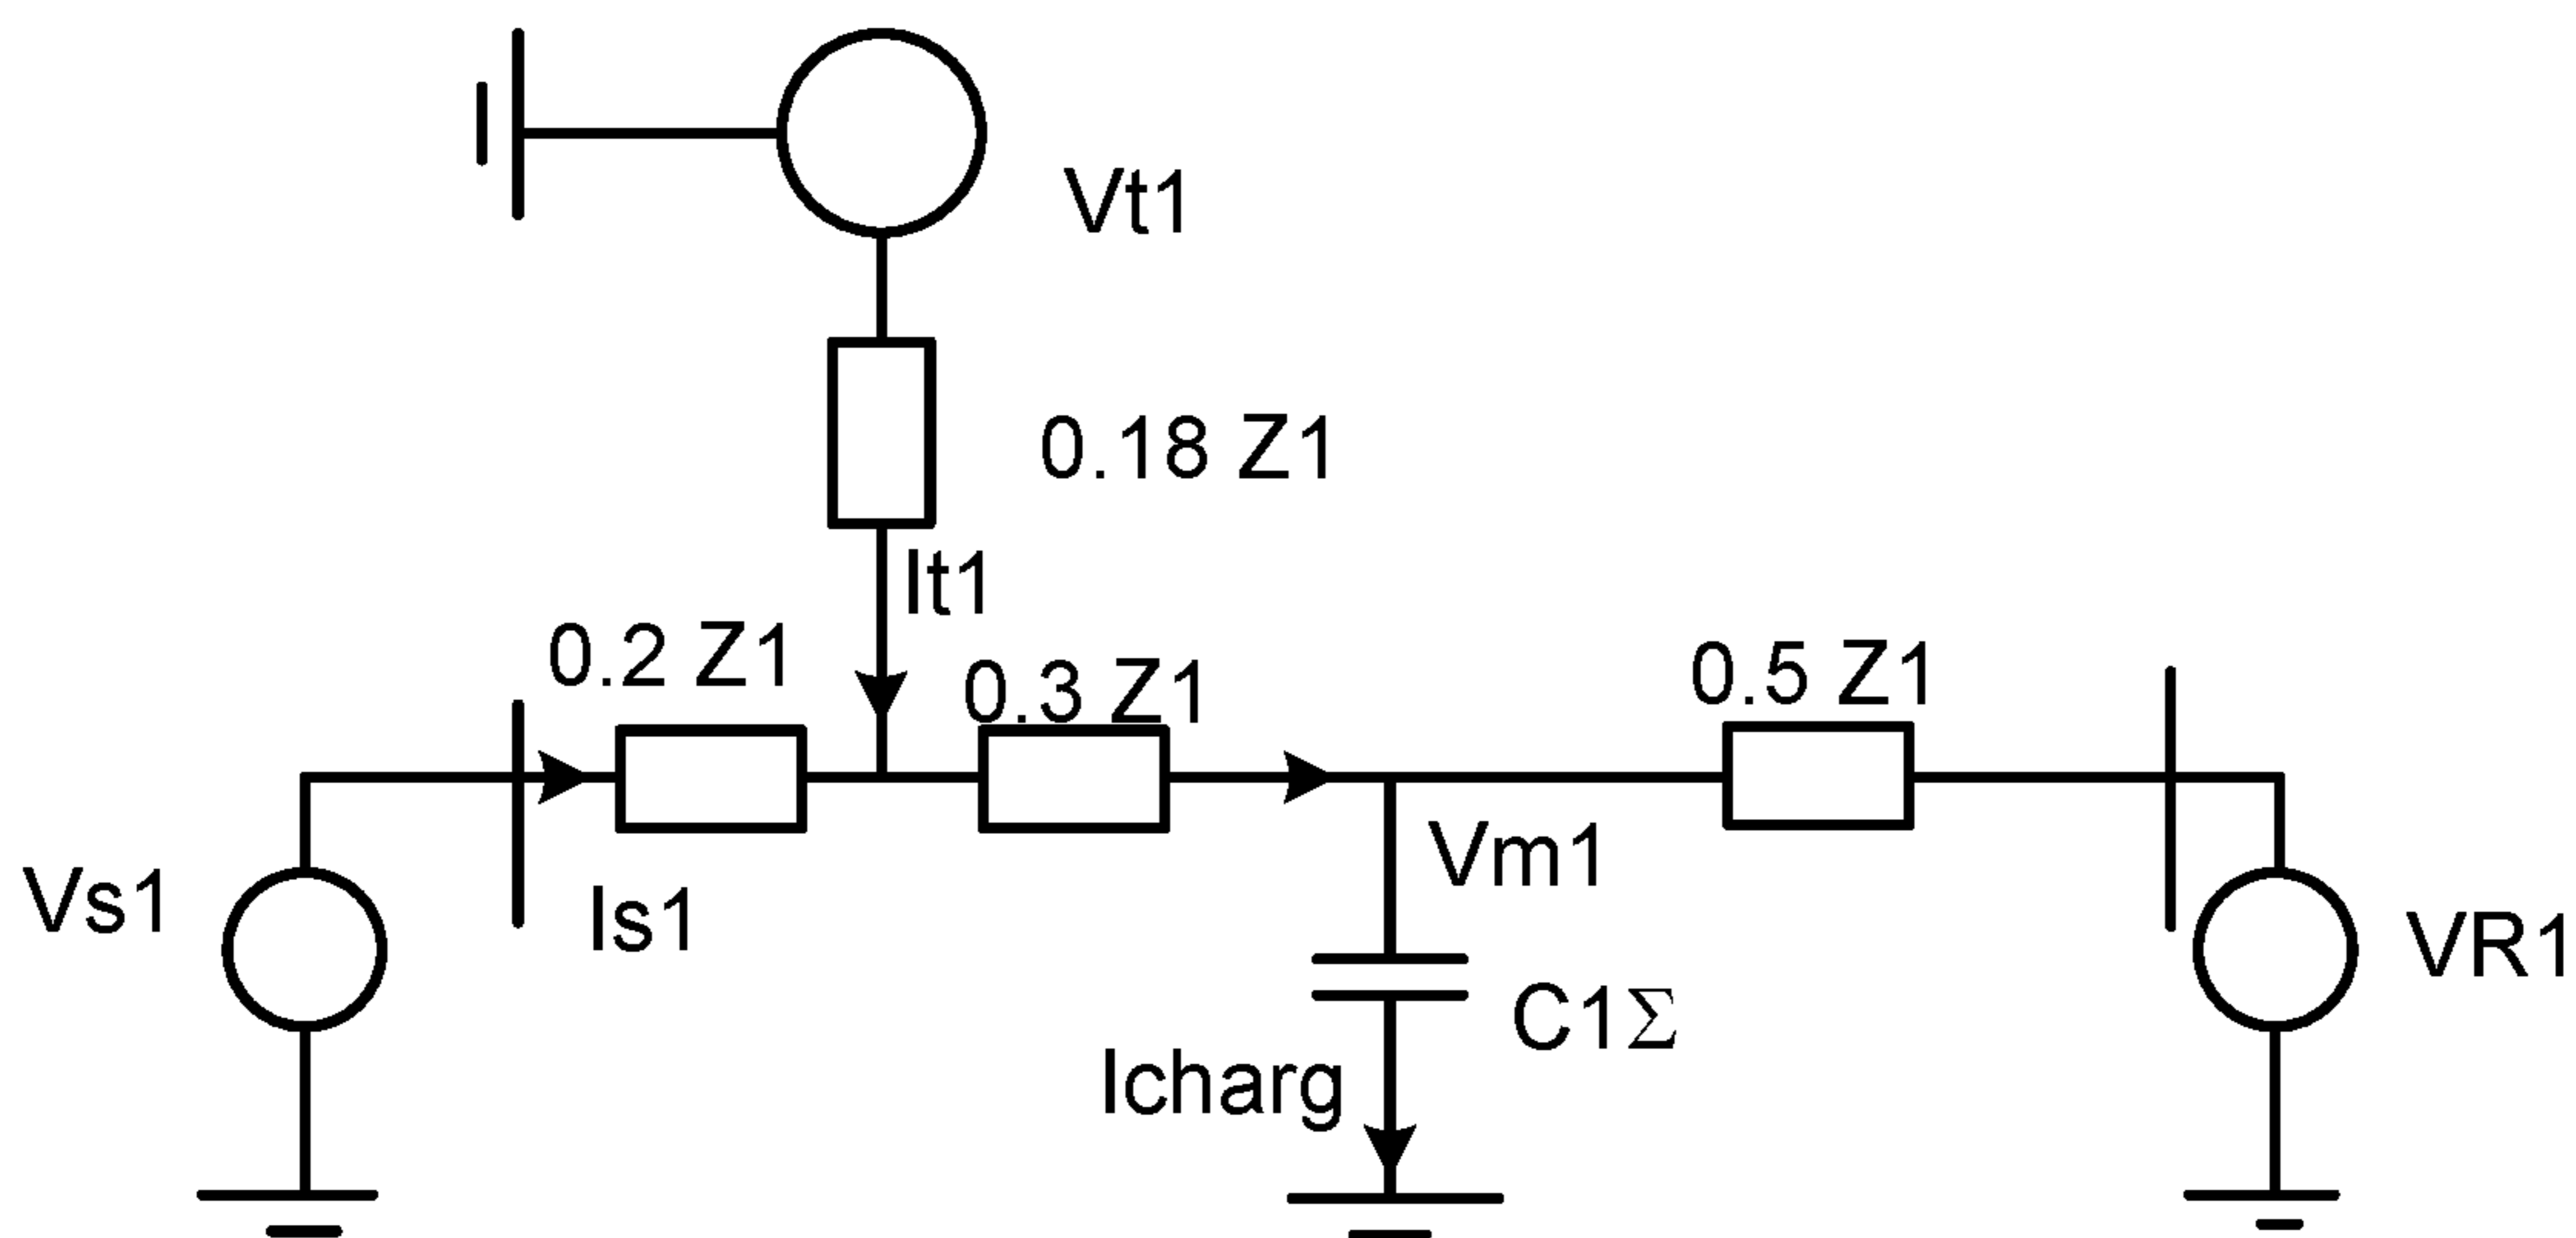 Vt1
0.18 Z1
It1
0.2 Z1
0.3 Z1
0.5 Z1
Vs1
Is1
Vm1
VR1
C1Σ
Icharg